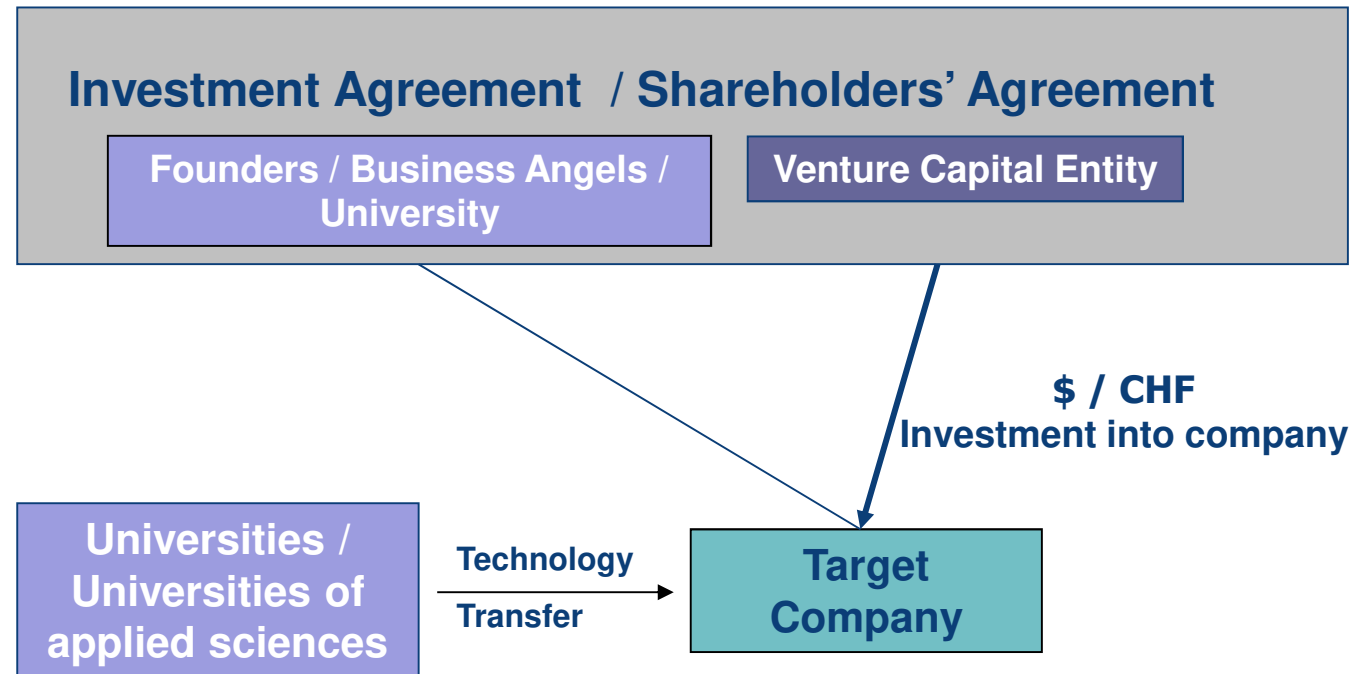 Investment Agreement / Shareholders’ Agreement
Founders / Business Angels /
University
Venture Capital Entity
$ / CHF
Investment into company
Universities /
Universities of
applied sciences
Technology
Transfer
Target
Company